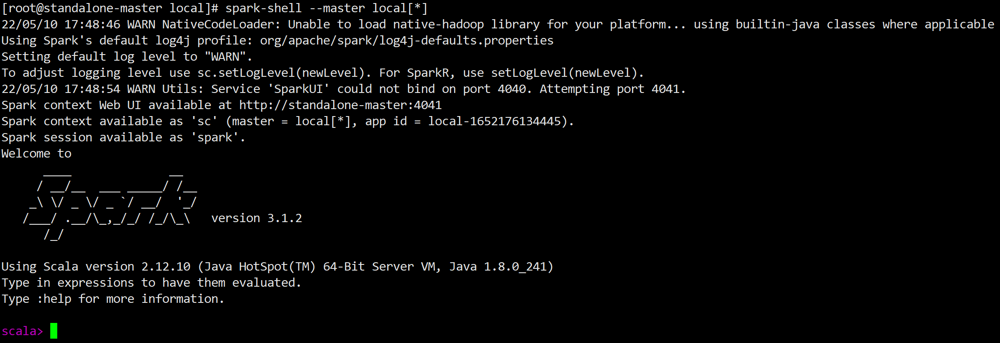 [root@standalone-master local]# spark-shell --master local[*]
22/05/10 17:48:46 WARN NativeCodeLoader: Unable to load native-hadoop library for your platform... using builtin-java classes where applicable
Using Spark's default log4j profile: org/apache/spark/log4j-defaults.properties
Setting default log level to "WARN".
To adjust logging level use sc.setLogLevel(newLevel). For SparkR, use setLogLevel(newLevel).
22/05/10 17:48:54 WARN Utils: Service 'SparkUI' could not bind on port 4040. Attempting port 4041.
Spark context Web UI available at http://standalone-master:4041
Spark context available as 'sc' (master = local[*], app id = local-1652176134445).
Spark session available as 'spark'.
Welcome to
      ____              __
     / __/__  ___ _____/ /__
    _\ \/ _ \/ _ `/ __/  '_/
   /___/ .__/\_,_/_/ /_/\_\   version 3.1.2
      /_/
Using Scala version 2.12.10 (Java HotSpot(TM) 64-Bit Server VM, Java 1.8.0_241)
Type in expressions to have them evaluated.
Type :help for more information.
scala>